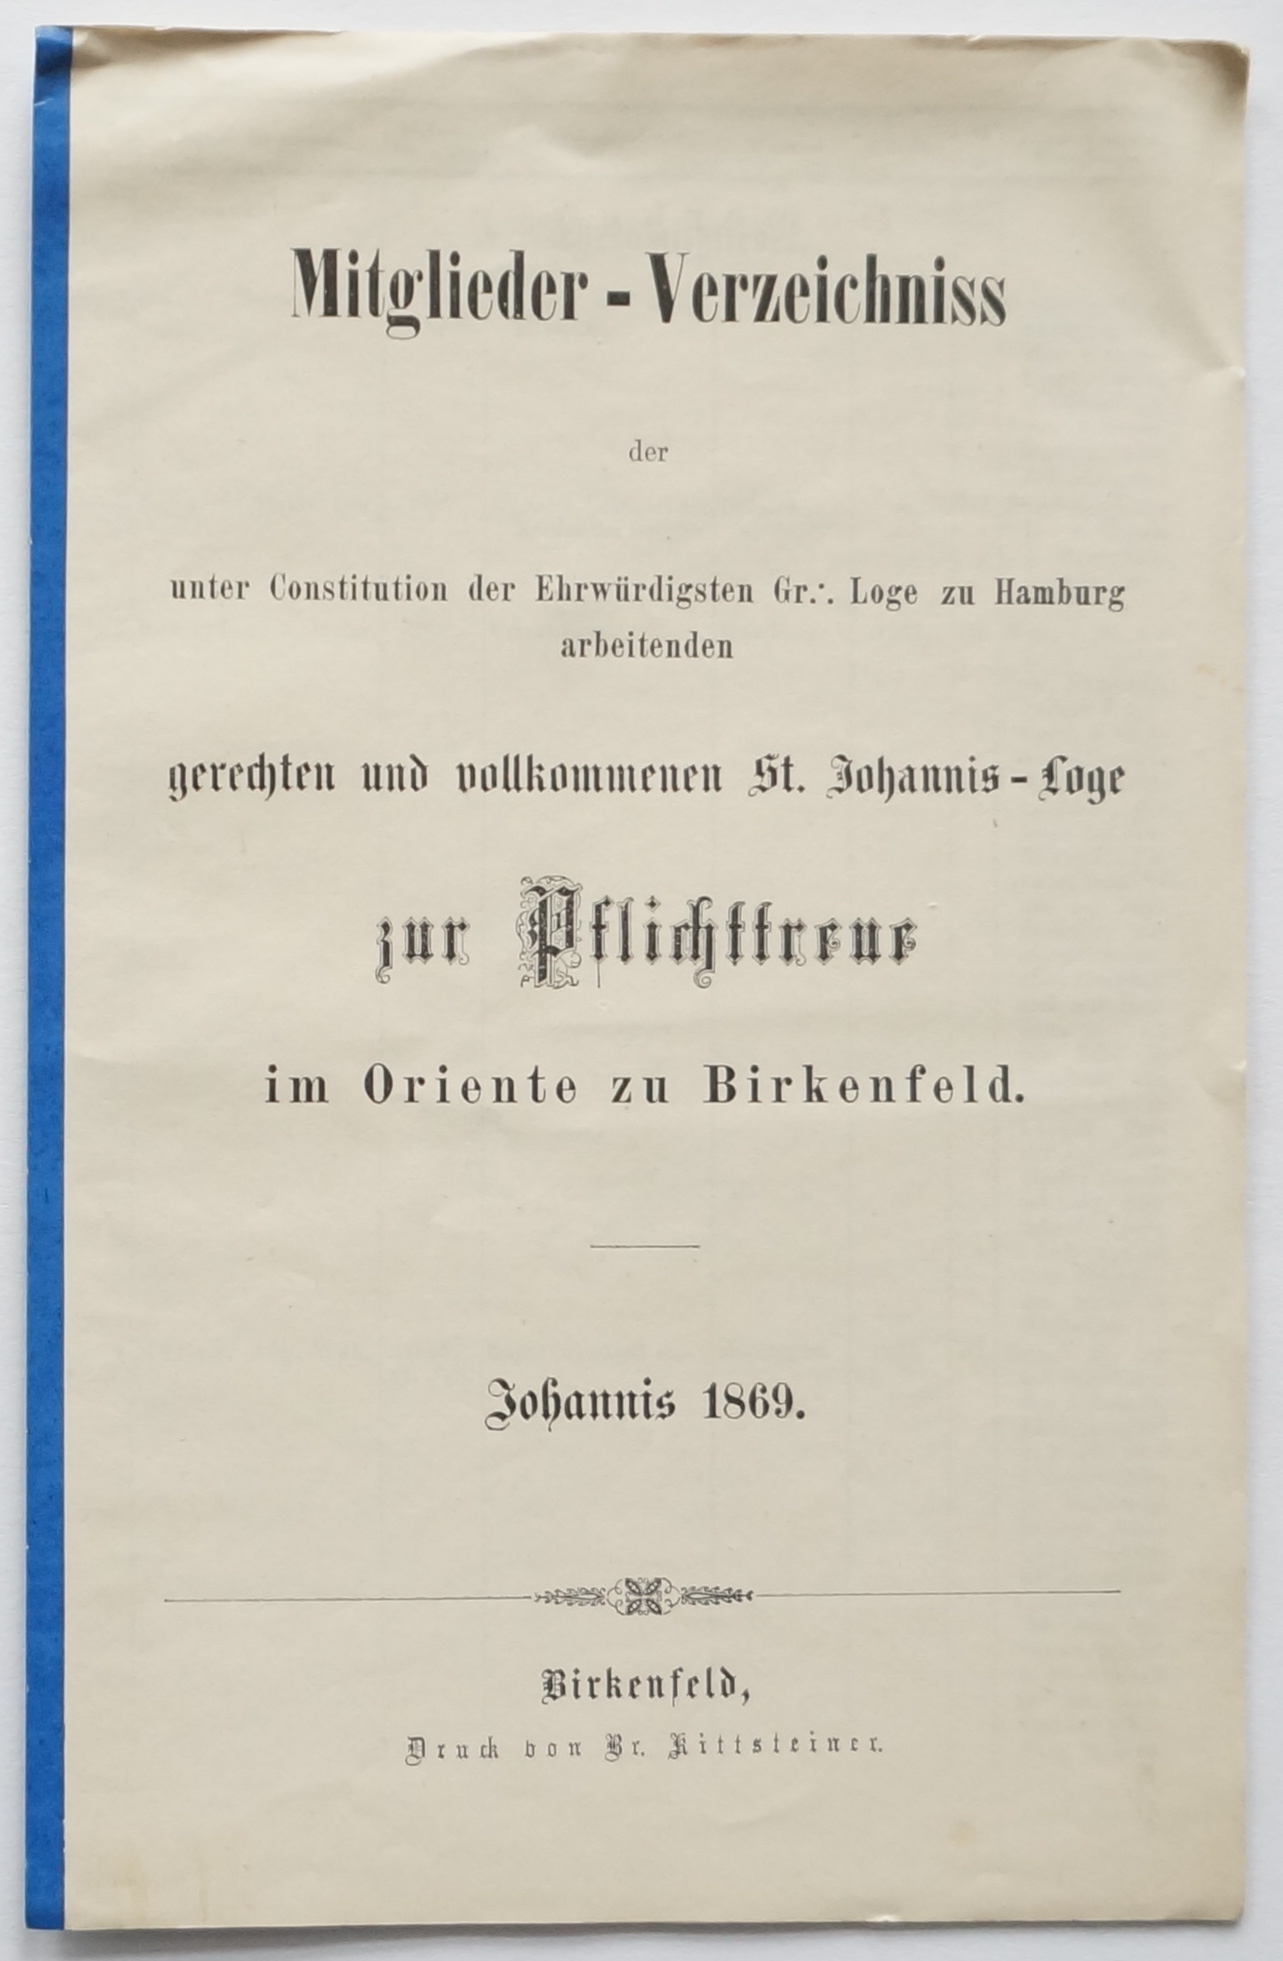 Mitglieder-Verzeichniss
der
unter Constitution der Ehrwürdigsten Gr.·. Loge zu Hamburg
arbeitenden
gerechten und vollkommenen St. Johannis-Loge
zur Pflichttreue
im Oriente zu Birkenfeld.
Johannis 1869.
Birkenfeld,
Druck von Br. Kittsteiner.